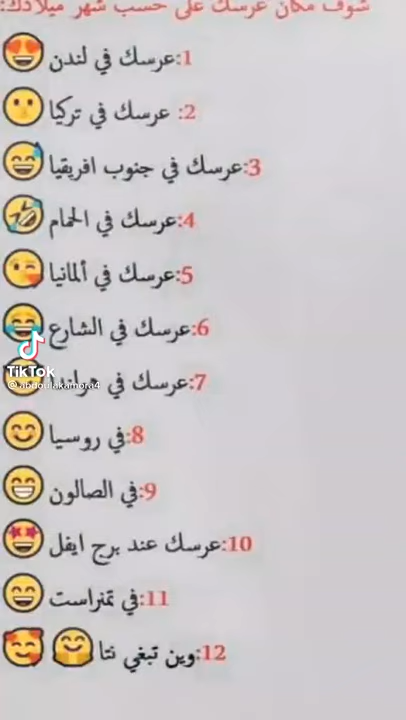 شوف مكان عرسك على حسب شهر ميلادك:
1:عرسك في لندن 😍
2: عرسك في تركيا 😗
3:عرسك في جنوب افريقيا 😅
4:عرسك في الحمام 🤣
5:عرسك في ألمانيا 😘
6:عرسك في الشارع 😂
7:عرسك في
8:في روسيا 😊
9:في الصالون 😁
10:عرسك عند برج ايفل 🤩
11:في تمنراست 😄
12:وين تبغي نتا 🤗 🥰
TikTok
@abdoulakamora4